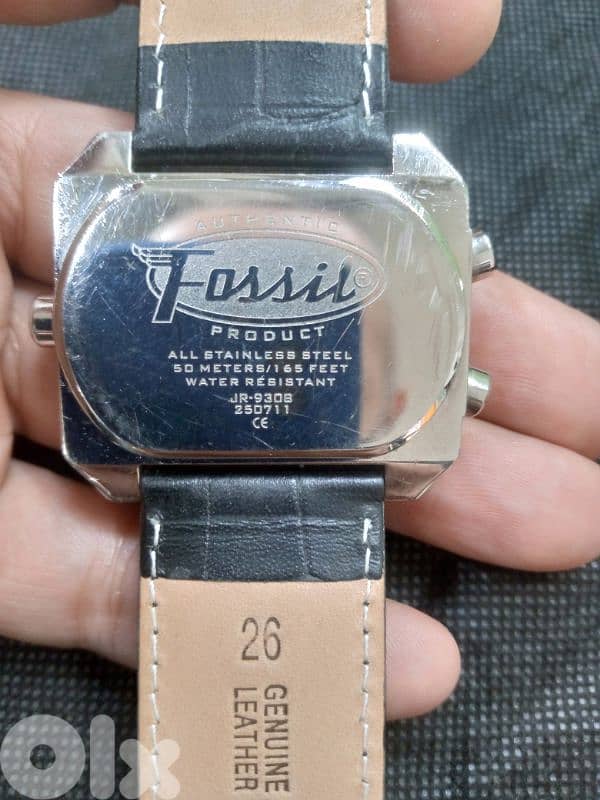 AUTHENTIC
Fossil®
PRODUCT
ALL STAINLESS STEEL
50 METERS/165 FEET
WATER RESISTANT
JR-9308
250711
CE
26
GENUINE
LEATHER
olx